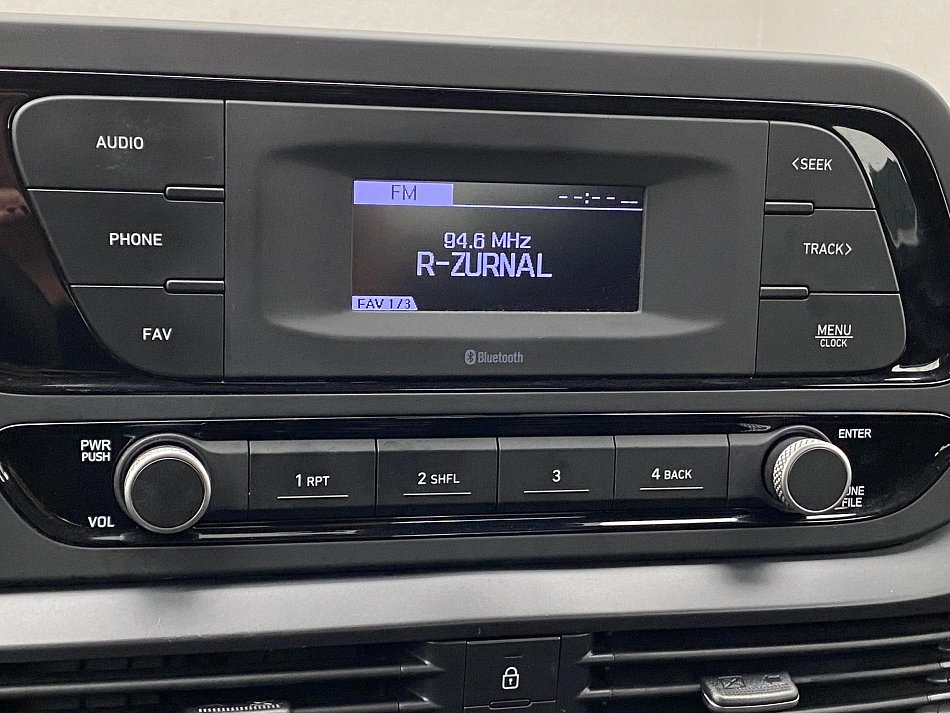 AUDIO
PHONE
FAV
FM
--:-- --
94.6 MHz
R-ZURNAL
FAV 1/3
Bluetooth
<SEEK
TRACK>
MENU
CLOCK
PWR
PUSH
VOL
1 RPT
2 SHFL
3
4 BACK
ENTER
FILE